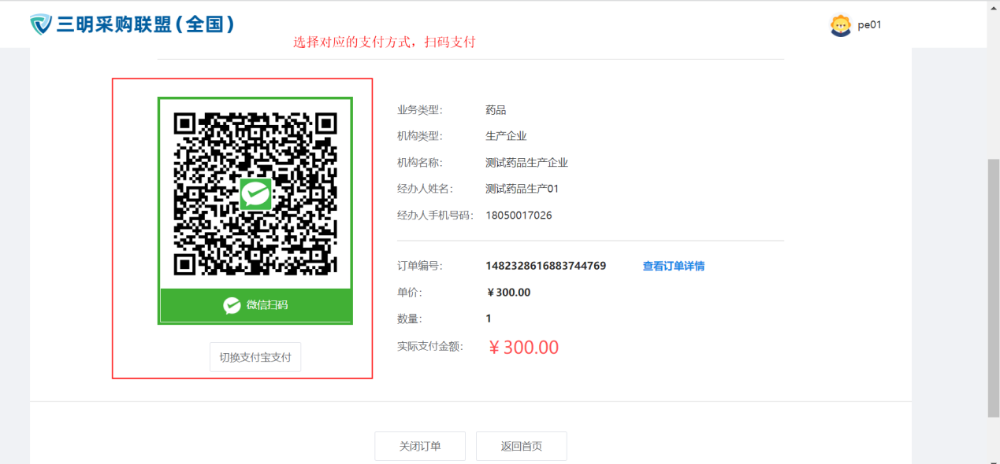 三明采购联盟(全国)
pe01
选择对应的支付方式，扫码支付
业务类型： 药品
机构类型： 生产企业
机构名称： 测试药品生产企业
经办人姓名： 测试药品生产01
经办人手机号码： 18050017026
订单编号： 1482328616883744769 查看订单详情
单价： ￥300.00
数量： 1
实际支付金额： ￥300.00
微信扫码
切换支付宝支付
关闭订单 返回首页